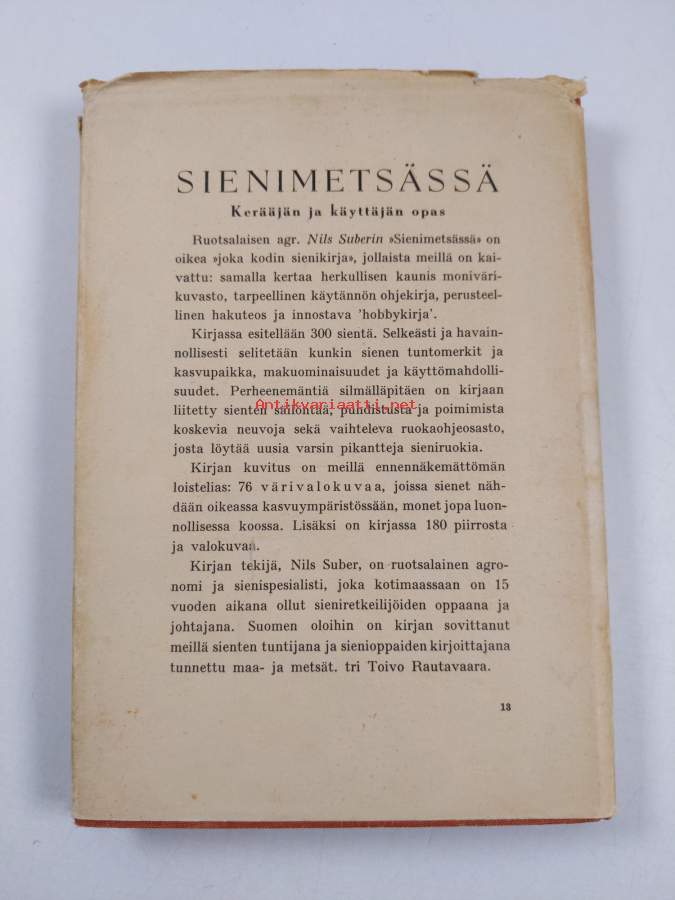 SIENIMETSÄSSÄ
Kerääjän ja käyttäjän opas
Ruotsalaisen agr. Nils Suberin »Sienimetsässä» on
oikea »joka kodin sienikirja», jollaista meillä on kai-
vattu: samalla kertaa herkullisen kaunis moniväri-
kuvasto, tarpeellinen käytännön ohjekirja, perusteel-
linen hakuteos ja innostava 'hobbykirja'.
Kirjassa esitellään 300 sientä. Selkeästi ja havain-
nollisesti selitetään kunkin sienen tuntomerkit ja
kasvupaikka, makuominaisuudet ja käyttömahdolli-
suudet. Perheenemäntiä silmälläpitäen on kirjaan
Antikvariaatti.net
liitetty sienten säilöntää, puhdistusta ja poimimista
koskevia neuvoja sekä vaihteleva ruokaohjeosasto,
josta löytää uusia varsin pikantteja sieniruokia.
Kirjan kuvitus on meillä ennennäkemättömän
loistelias: 76 värivalokuvaa, joissa sienet näh-
dään oikeassa kasvuympäristössään, monet jopa luon-
nollisessa koossa. Lisäksi on kirjassa 180 piirrosta
ja valokuvaa.
Kirjan tekijä, Nils Suber, on ruotsalainen agro-
nomi ja sienispesialisti, joka kotimaassaan on 15
vuoden aikana ollut sieniretkeilijöiden oppaana ja
johtajana. Suomen oloihin on kirjan sovittanut
meillä sienten tuntijana ja sienioppaiden kirjoittajana
tunnettu maa- ja metsät. tri Toivo Rautavaara.
13